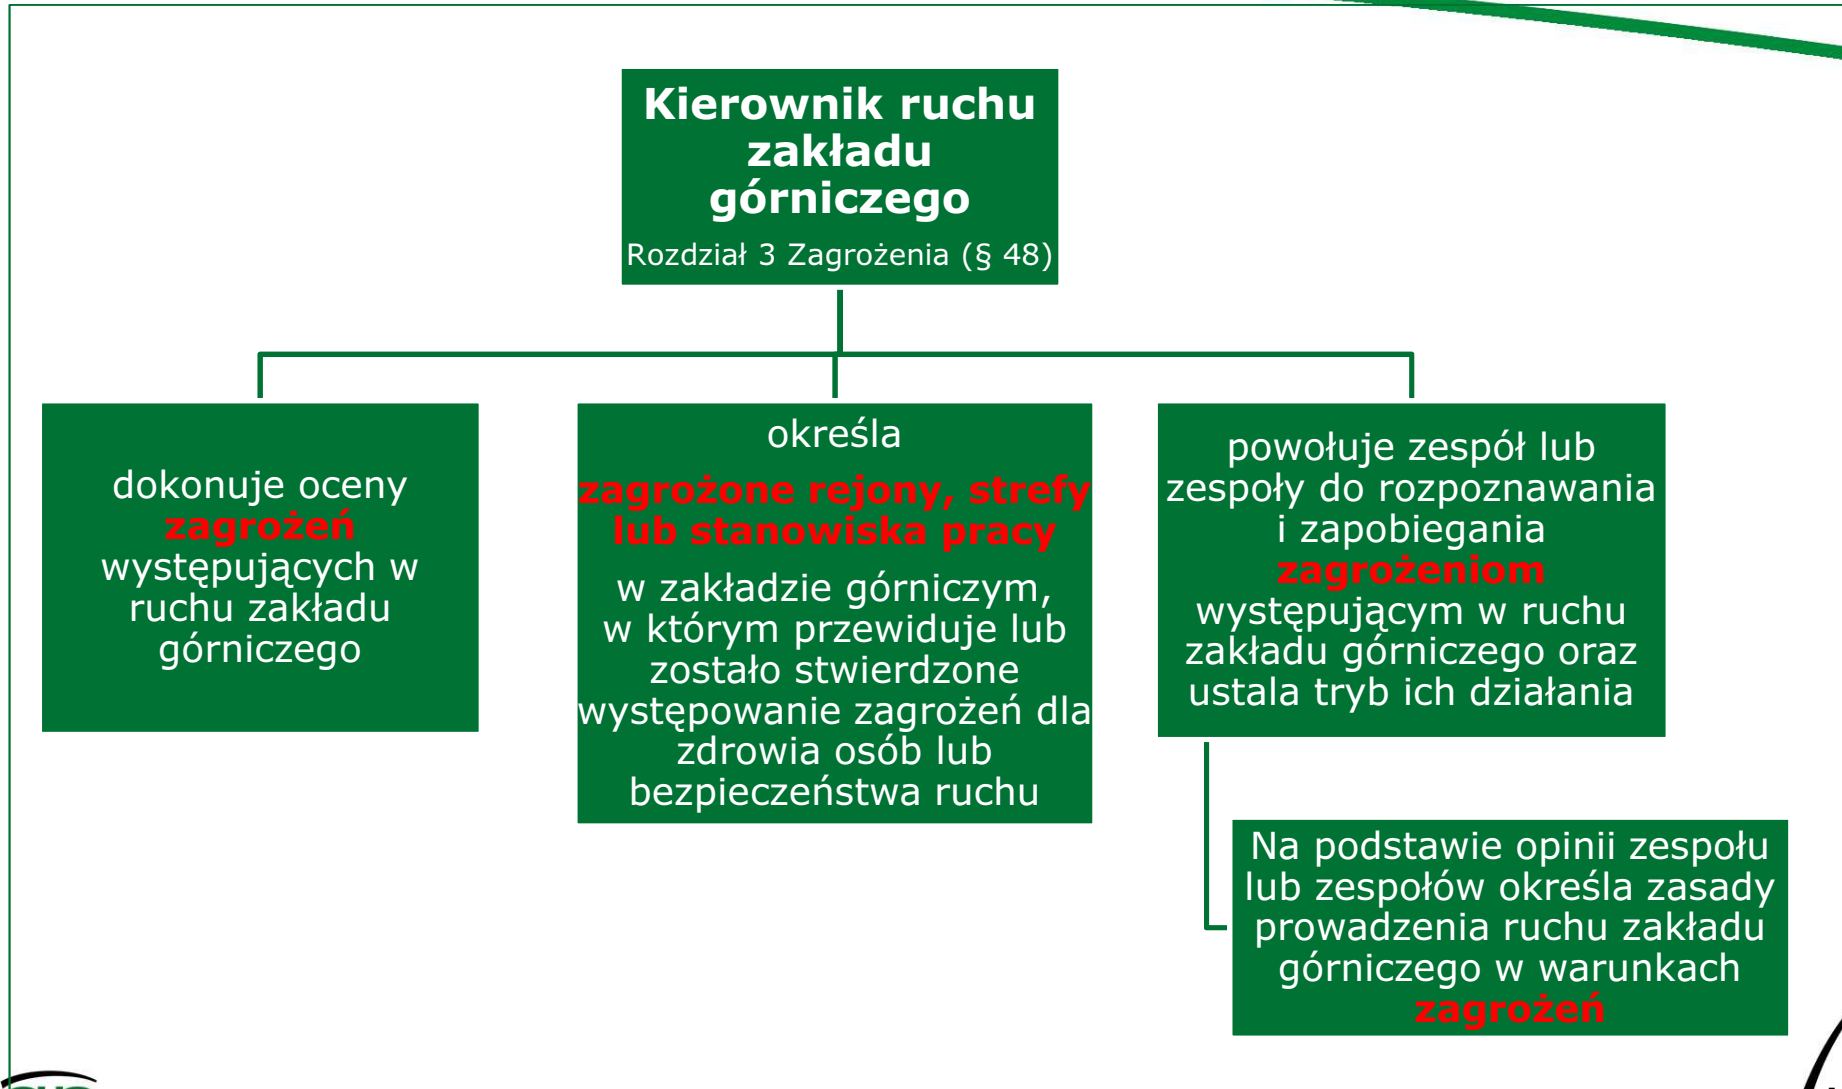 Kierownik ruchu
zakładu
górniczego
Rozdział 3 Zagrożenia (§ 48)
dokonuje oceny
zagrożeń
występujących w
ruchu zakładu
górniczego
określa
zagrożone rejony, strefy
lub stanowiska pracy
w zakładzie górniczym,
w którym przewiduje lub
zostało stwierdzone
występowanie zagrożeń dla
zdrowia osób lub
bezpieczeństwa ruchu
powołuje zespół lub
zespoły do rozpoznawania
i zapobiegania
zagrożeniom
występującym w ruchu
zakładu górniczego oraz
ustala tryb ich działania
Na podstawie opinii zespołu
lub zespołów określa zasady
prowadzenia ruchu zakładu
górniczego w warunkach
zagrożeń